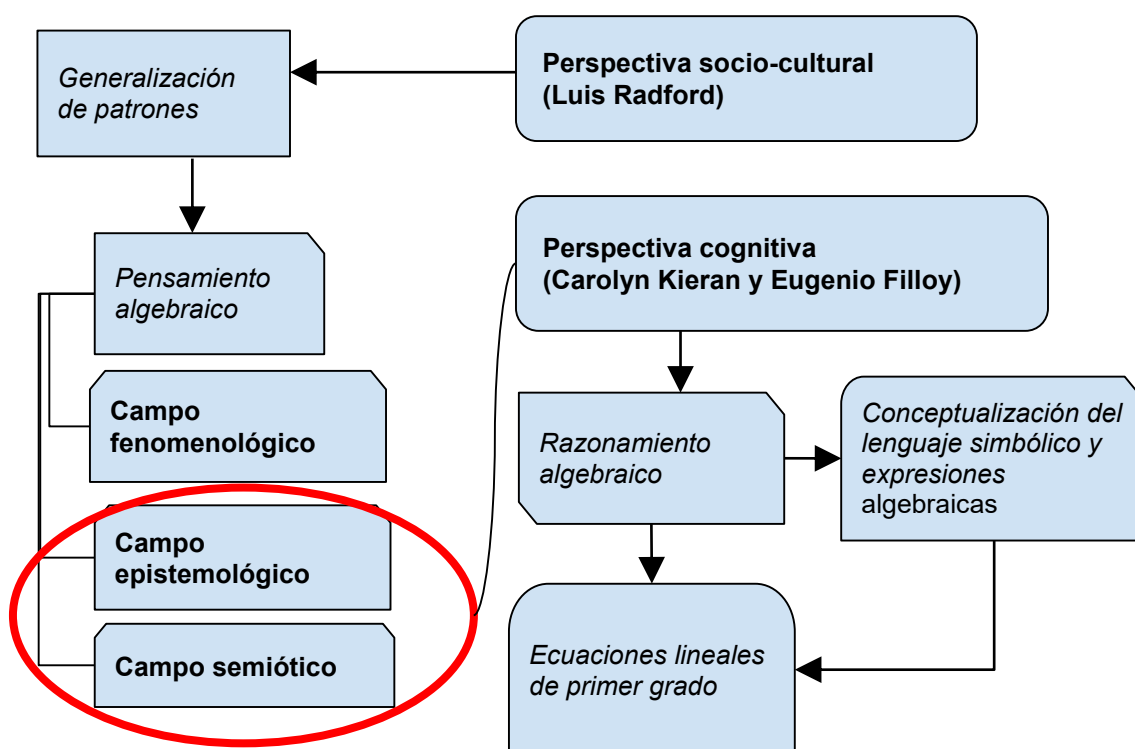 Generalización
de patrones
Perspectiva socio-cultural
(Luis Radford)
Pensamiento
algebraico
Perspectiva cognitiva
(Carolyn Kieran y Eugenio Filloy)
Campo
fenomenológico
Razonamiento
algebraico
Conceptualización del
lenguaje simbólico y
expresiones
algebraicas
Campo
epistemológico
Campo semiótico
Ecuaciones lineales
de primer grado